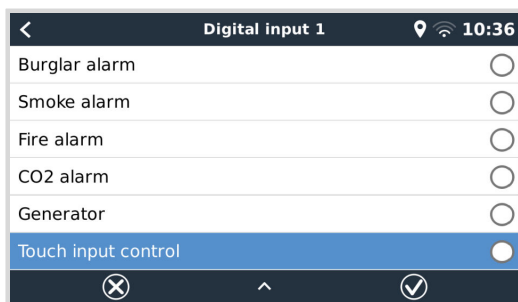 Digital input 1
10:36
Burglar alarm
Smoke alarm
Fire alarm
CO2 alarm
Generator
Touch input control